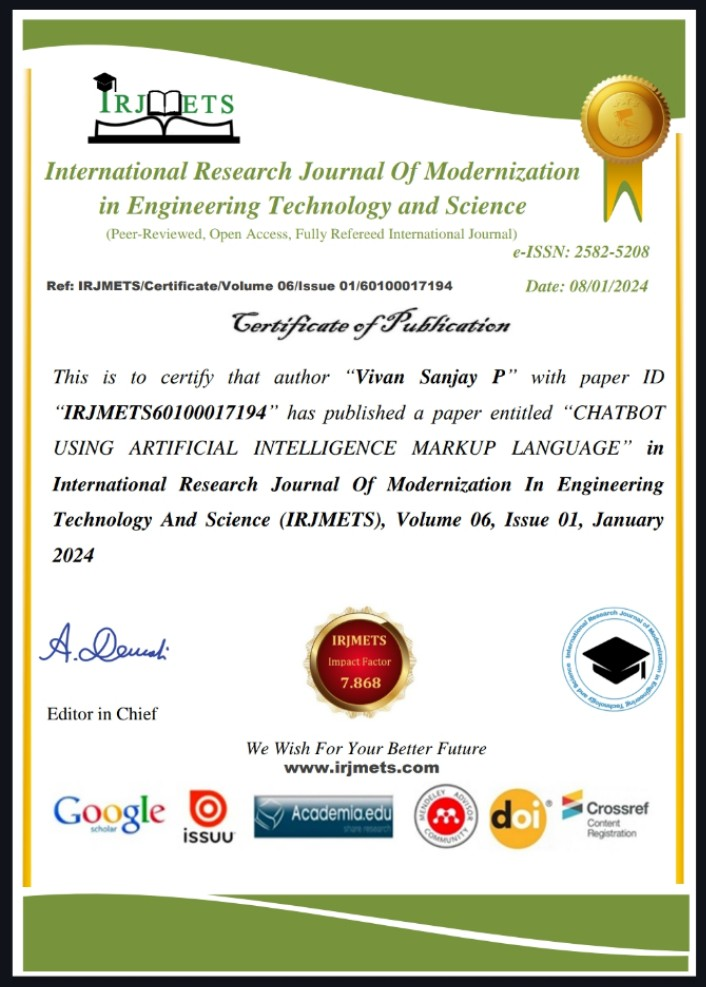 IRJMETS
International Research Journal Of Modernization
in Engineering Technology and Science
(Peer-Reviewed, Open Access, Fully Refereed International Journal)
e-ISSN: 2582-5208
Ref: IRJMETS/Certificate/Volume 06/Issue 01/60100017194
Date: 08/01/2024
Certificate of Publication
This is to certify that author “Vivan Sanjay P” with paper ID
“IRJMETS60100017194” has published a paper entitled “CHATBOT
USING ARTIFICIAL INTELLIGENCE MARKUP LANGUAGE” in
International Research Journal Of Modernization In Engineering
Technology And Science (IRJMETS), Volume 06, Issue 01, January
2024
IRJMETS
Impact Factor
7.868
International Research Journal of Modernization in Engineering Technology and Science
Editor in Chief
We Wish For Your Better Future
www.irjmets.com
Google
scholar
issuu
Academia.edu
share research
MENDELEY ADVISOR
COMMUNITY
doi®
Crossref
Content
Registration